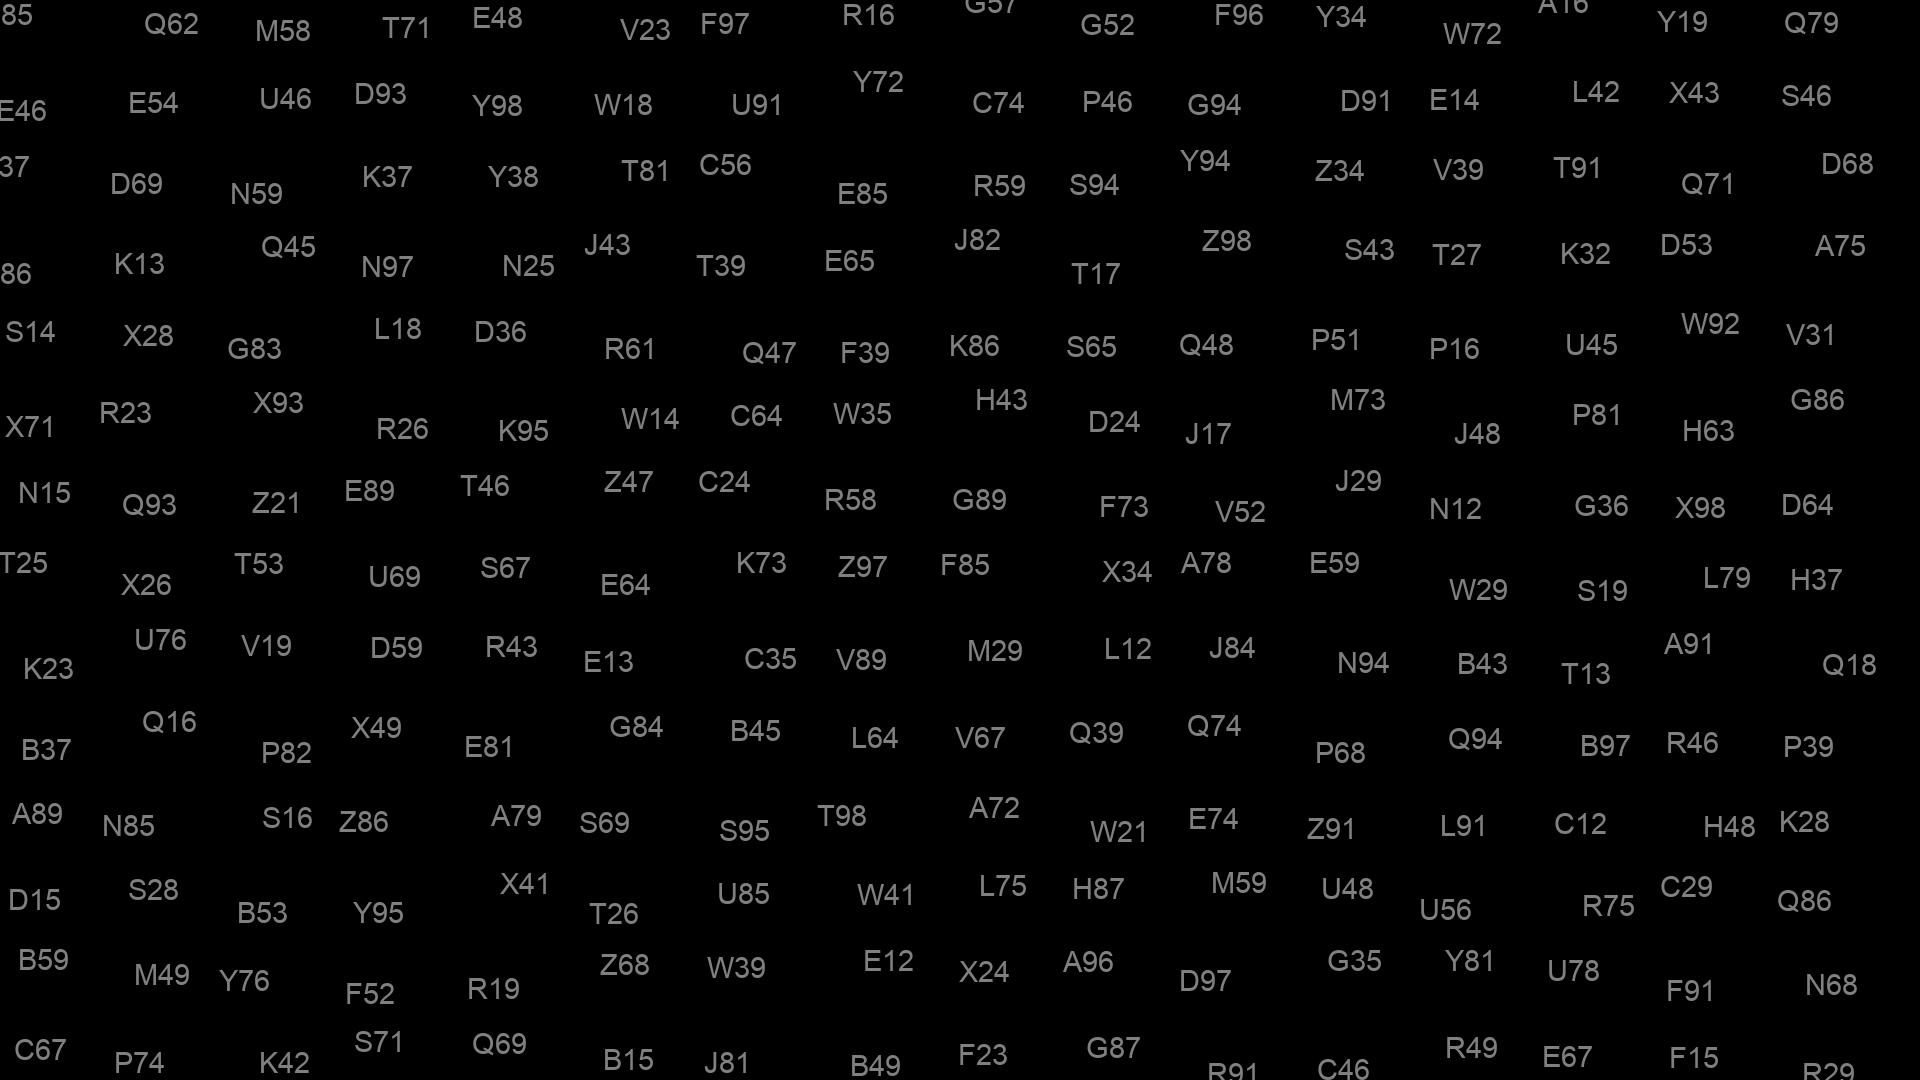 85 Q62 M58 T71 E48 V23 F97 R16 G57 G52 F96 Y34 W72 A16 Y19 Q79
E46 E54 U46 D93 Y98 W18 U91 Y72 C74 P46 G94 D91 E14 L42 X43 S46
37 D69 N59 K37 Y38 T81 C56 E85 R59 S94 Y94 Z34 V39 T91 Q71 D68
86 K13 Q45 N97 N25 J43 T39 E65 J82 T17 Z98 S43 T27 K32 D53 A75
S14 X28 G83 L18 D36 R61 Q47 F39 K86 S65 Q48 P51 P16 U45 W92 V31
X71 R23 X93 R26 K95 W14 C64 W35 H43 D24 J17 M73 J48 P81 H63 G86
N15 Q93 Z21 E89 T46 Z47 C24 R58 G89 F73 V52 J29 N12 G36 X98 D64
T25 X26 T53 U69 S67 E64 K73 Z97 F85 X34 A78 E59 W29 S19 L79 H37
K23 U76 V19 D59 R43 E13 C35 V89 M29 L12 J84 N94 B43 T13 A91 Q18
B37 Q16 P82 X49 E81 G84 B45 L64 V67 Q39 Q74 P68 Q94 B97 R46 P39
A89 N85 S16 Z86 A79 S69 S95 T98 A72 W21 E74 Z91 L91 C12 H48 K28
D15 S28 B53 Y95 X41 T26 U85 W41 L75 H87 M59 U48 U56 R75 C29 Q86
B59 M49 Y76 F52 R19 Z68 W39 E12 X24 A96 D97 G35 Y81 U78 F91 N68
C67 P74 K42 S71 Q69 B15 J81 B49 F23 G87 R91 C46 R49 E67 F15 R29